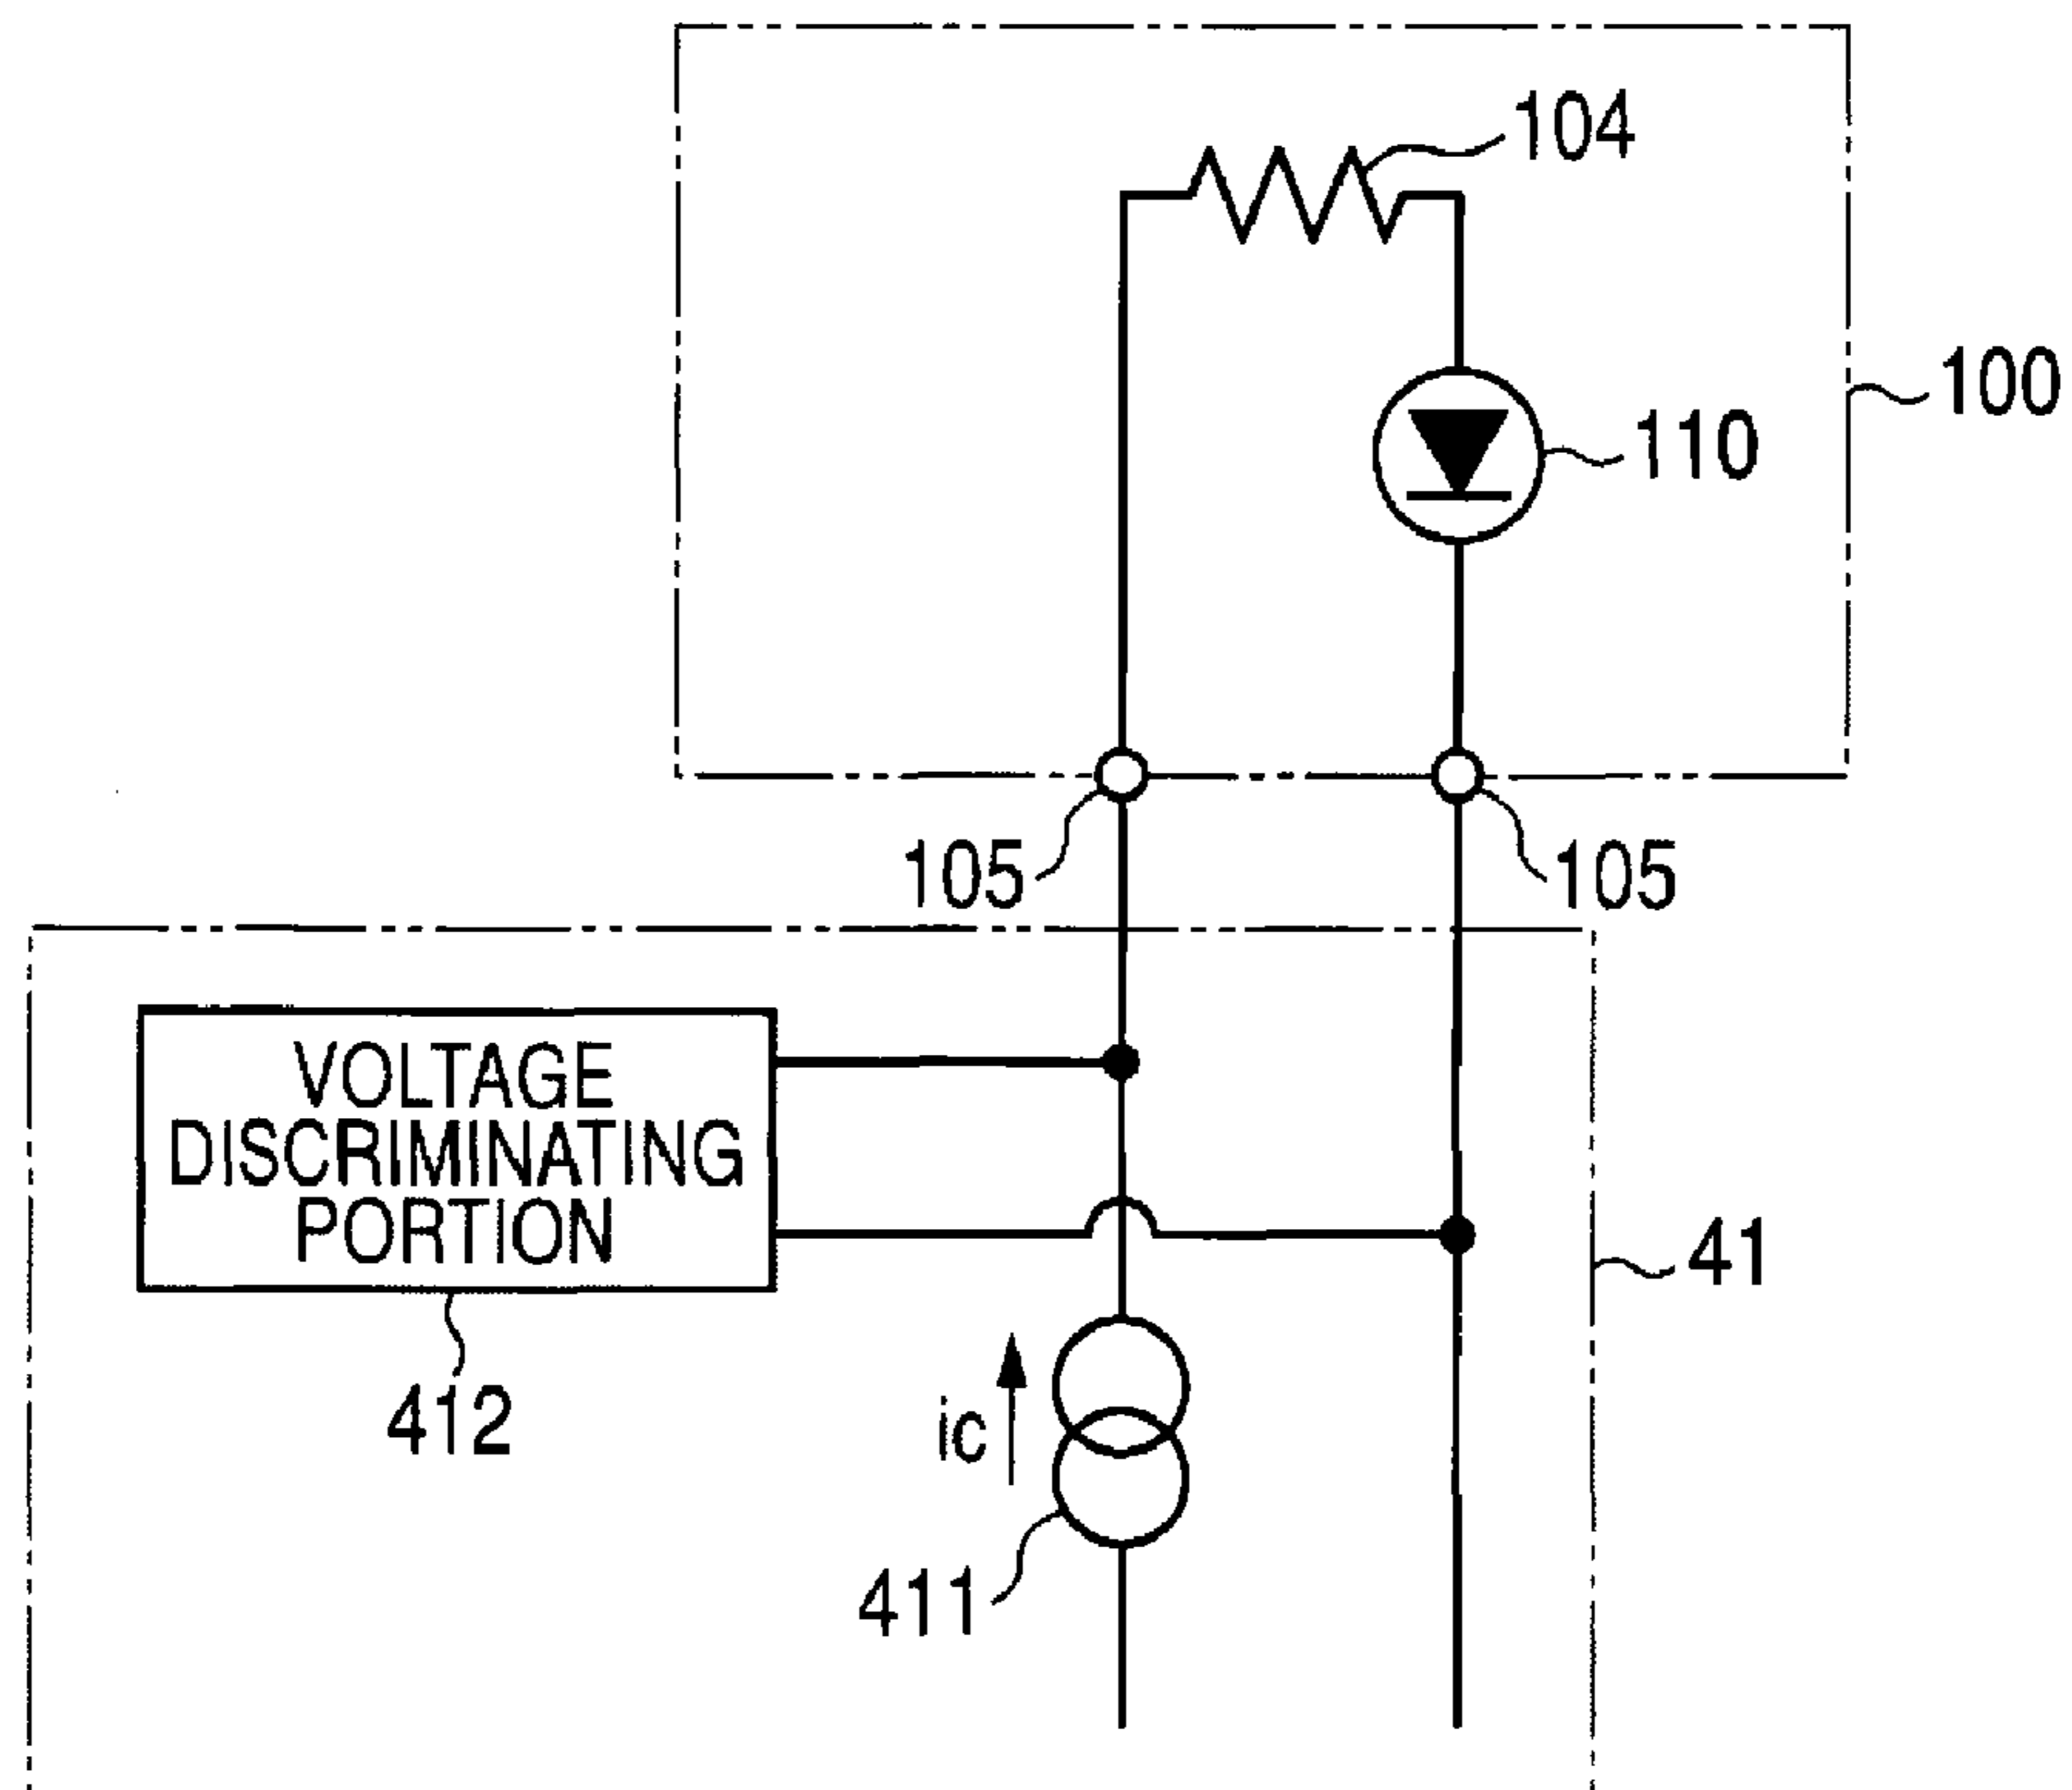 104
100
110
105
105
VOLTAGE
DISCRIMINATING
PORTION
41
412
ic
411